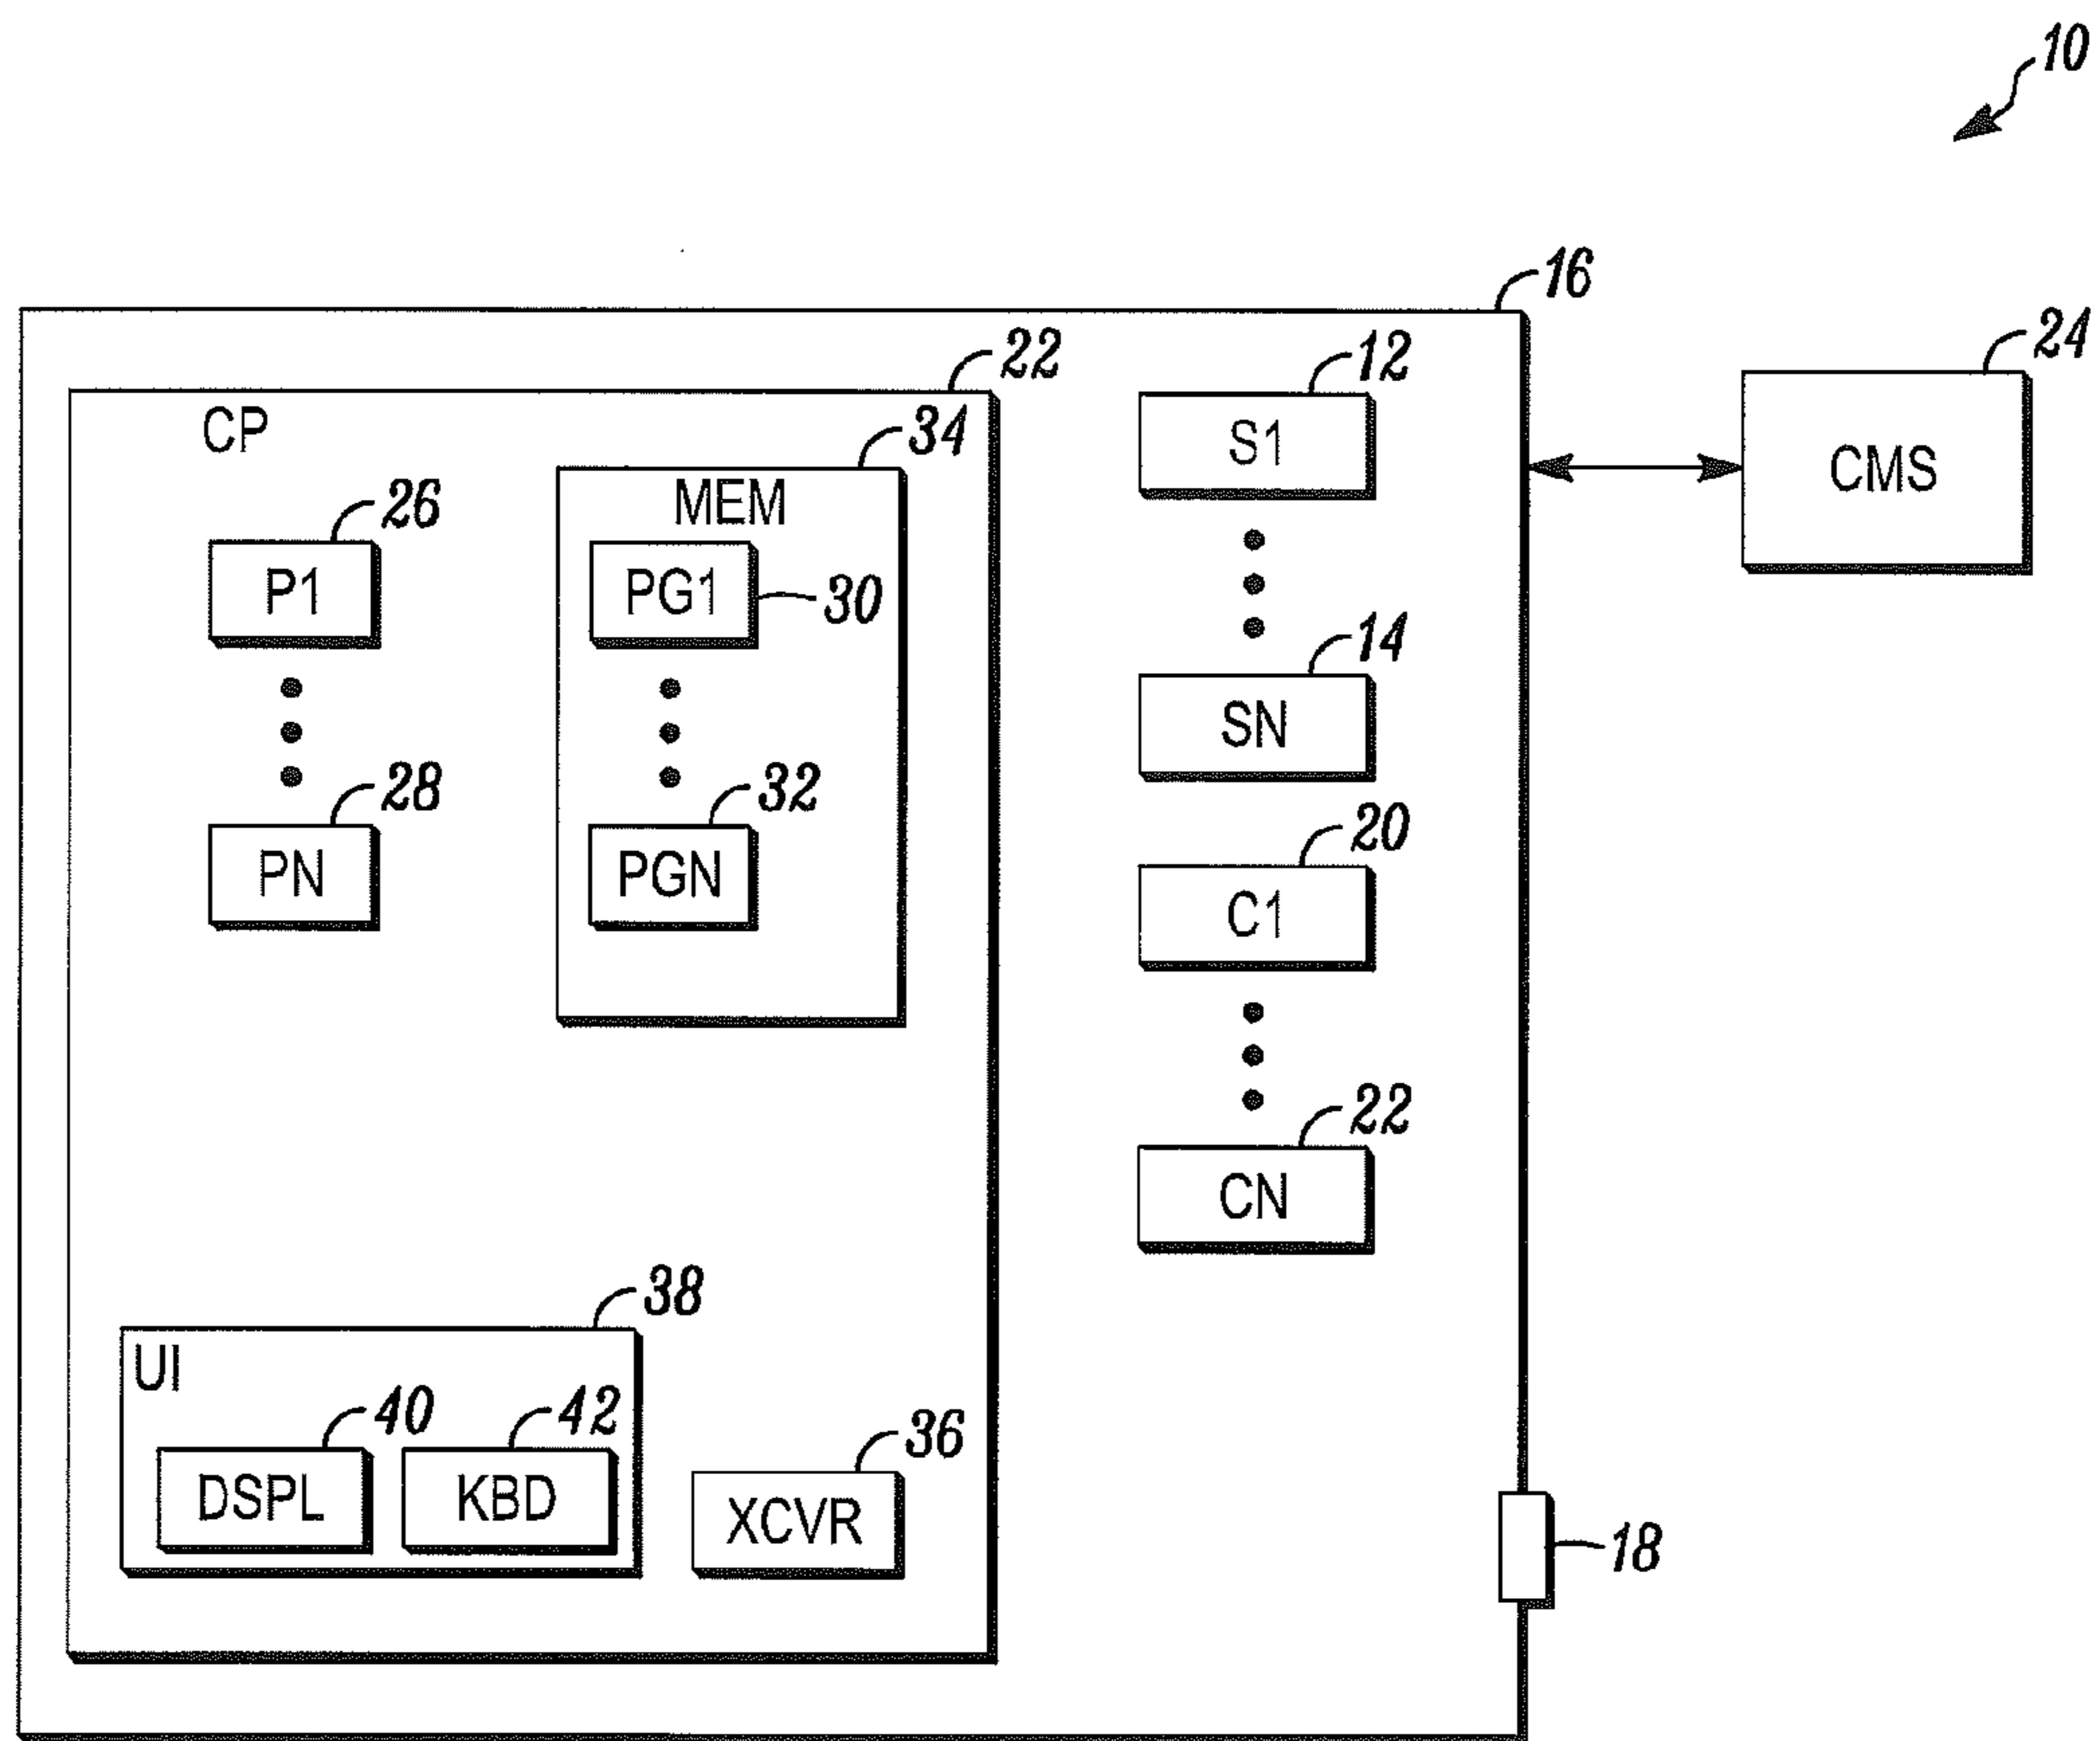 10
16
24
22
12
CP
34
S1
CMS
MEM
26
P1
PG1
30
14
SN
28
32
PN
PGN
20
C1
22
CN
38
UI
40
42
36
DSPL
KBD
XCVR
18